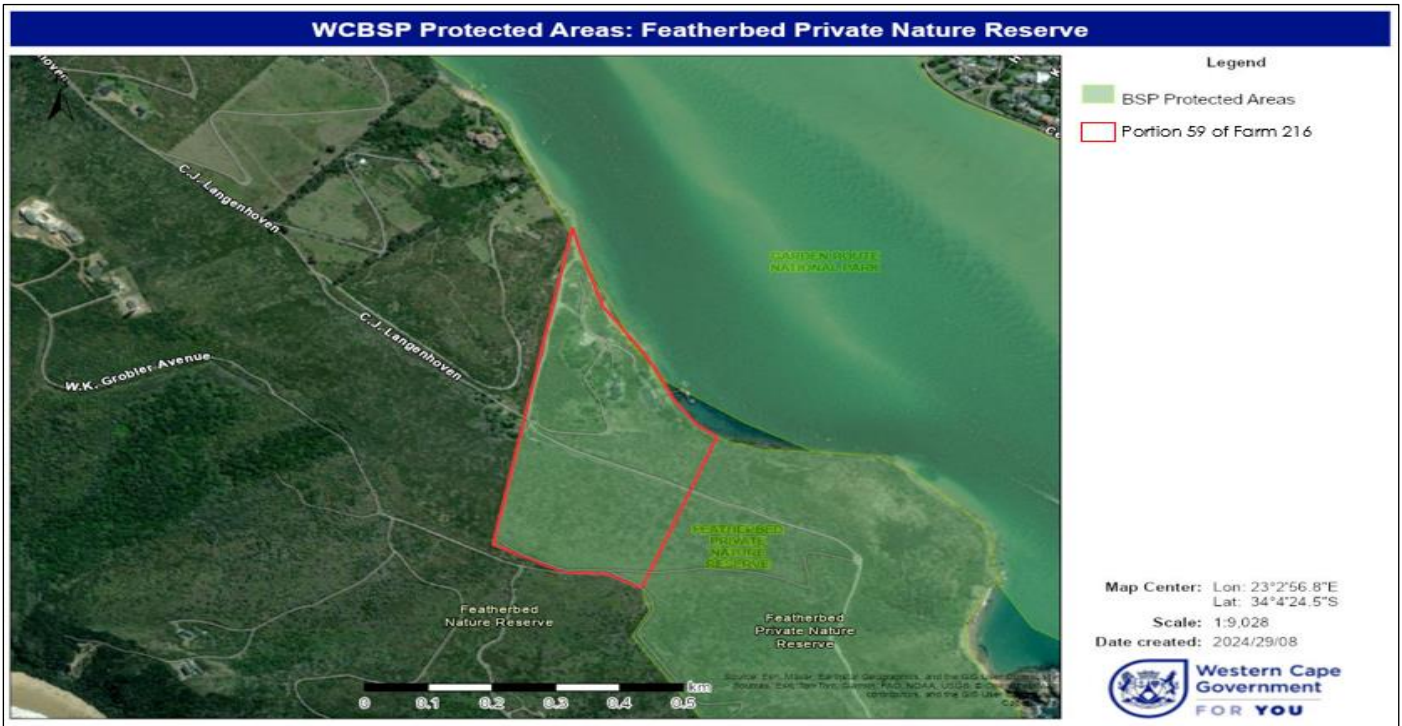 WCBSP Protected Areas: Featherbed Private Nature Reserve
C.J. Langenhoven
C.J. Langenhoven
W.K. Grobler Avenue
GARDEN ROUTE
NATIONAL PARK
FEATHERBED
PRIVATE
NATURE
RESERVE
Featherbed
Nature Reserve
Featherbed
Private Nature
Reserve
km
0 0.1 0.2 0.3 0.4 0.5
Legend
BSP Protected Areas
Portion 59 of Farm 216
Map Center: Lon: 23°2'56.8"E
Lat: 34°4'24.5"S
Scale: 1:9,028
Date created: 2024/29/08
Western Cape
Government
FOR YOU